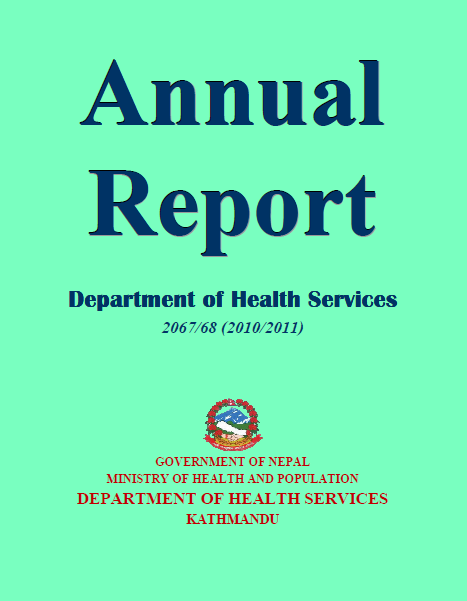 Annual
Report
Department of Health Services
2067/68 (2010/2011)
GOVERNMENT OF NEPAL
MINISTRY OF HEALTH AND POPULATION
DEPARTMENT OF HEALTH SERVICES
KATHMANDU